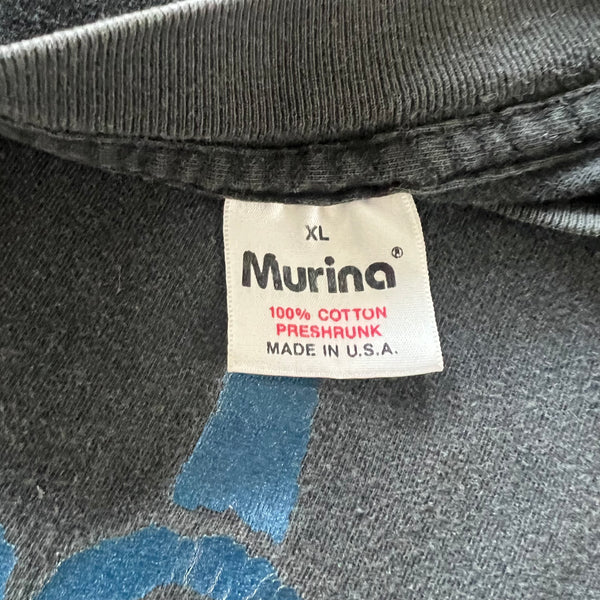 XL
Murina®
100% COTTON
PRESHRUNK
MADE IN U.S.A.